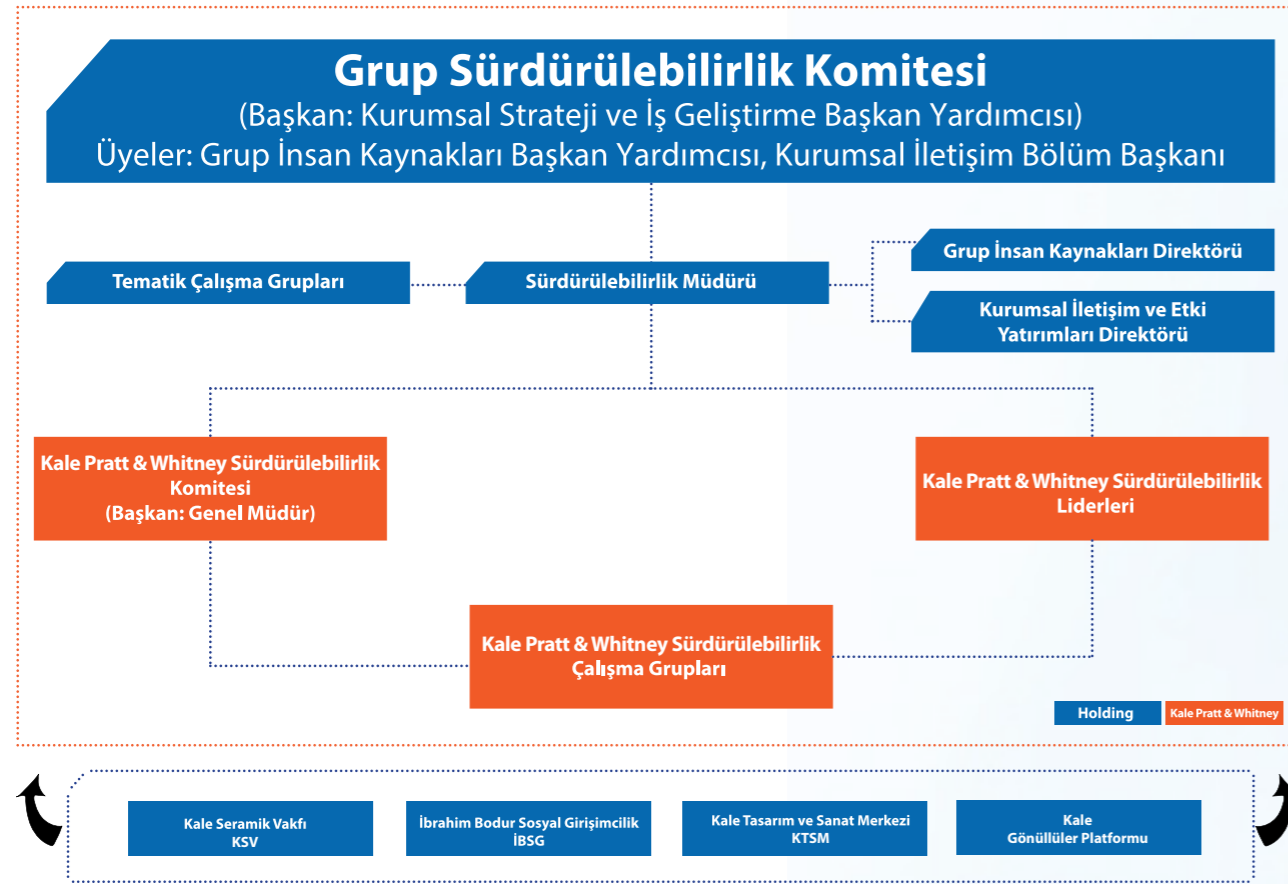 Grup Sürdürülebilirlik Komitesi
(Başkan: Kurumsal Strateji ve İş Geliştirme Başkan Yardımcısı)
Üyeler: Grup İnsan Kaynakları Başkan Yardımcısı, Kurumsal İletişim Bölüm Başkanı
Tematik Çalışma Grupları
Sürdürülebilirlik Müdürü
Grup İnsan Kaynakları Direktörü
Kurumsal İletişim ve Etki
Yatırımları Direktörü
Kale Pratt & Whitney Sürdürülebilirlik
Komitesi
(Başkan: Genel Müdür)
Kale Pratt & Whitney Sürdürülebilirlik
Liderleri
Kale Pratt & Whitney Sürdürülebilirlik
Çalışma Grupları
Holding
Kale Pratt & Whitney
Kale Seramik Vakfı
KSV
İbrahim Bodur Sosyal Girişimcilik
İBSG
Kale Tasarım ve Sanat Merkezi
KTSM
Kale
Gönüllüler Platformu